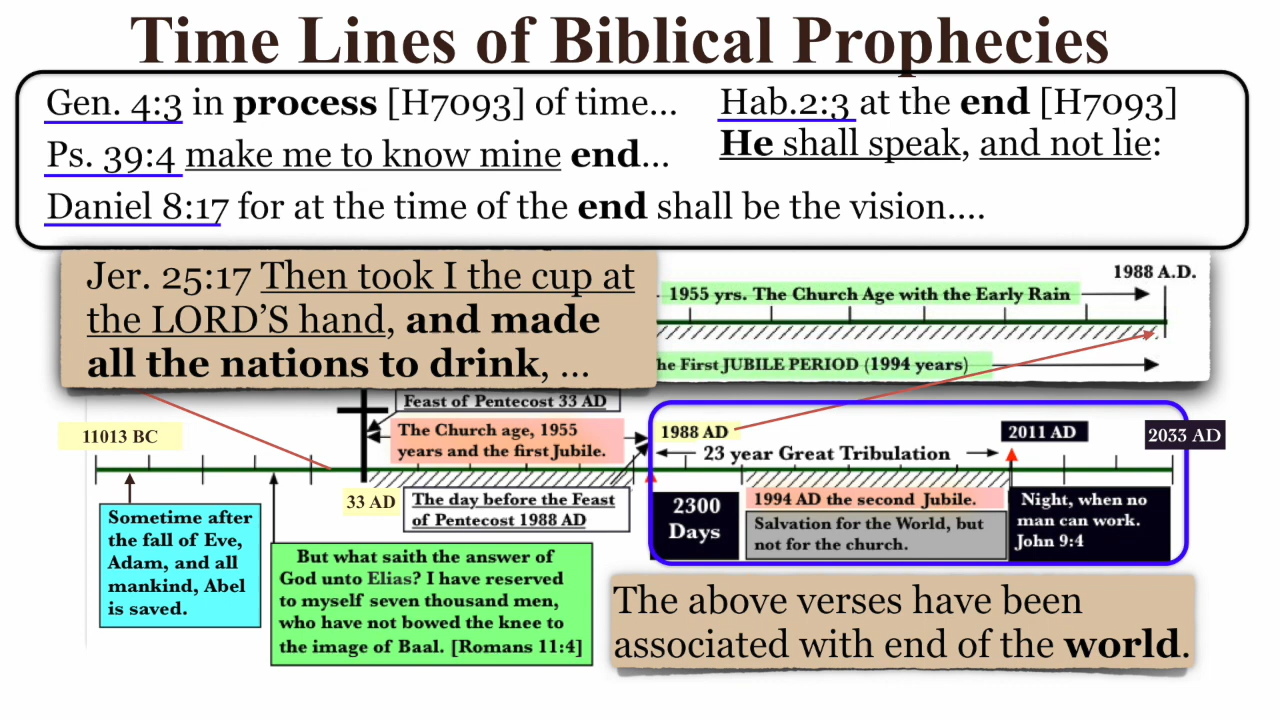 Time Lines of Biblical Prophecies
Gen. 4:3 in process [H7093] of time...
Ps. 39:4 make me to know mine end...
Daniel 8:17 for at the time of the end shall be the vision....
Hab.2:3 at the end [H7093]
He shall speak, and not lie:
Jer. 25:17 Then took I the cup at
the LORD’S hand, and made
all the nations to drink, ...
1988 A.D.
1955 yrs. The Church Age with the Early Rain
he First JUBILE PERIOD (1994 years)
Feast of Pentecost 33 AD
11013 BC
The Church age, 1955
years and the first Jubile.
1988 AD
2011 AD
2033 AD
23 year Great Tribulation
33 AD
The day before the Feast
of Pentecost 1988 AD
2300
Days
1994 AD the second Jubile.
Salvation for the World, but
not for the church.
Night, when no
man can work.
John 9:4
Sometime after
the fall of Eve,
Adam, and all
mankind, Abel
is saved.
But what saith the answer of
God unto Elias? I have reserved
to myself seven thousand men,
who have not bowed the knee to
the image of Baal. [Romans 11:4]
The above verses have been
associated with end of the world.